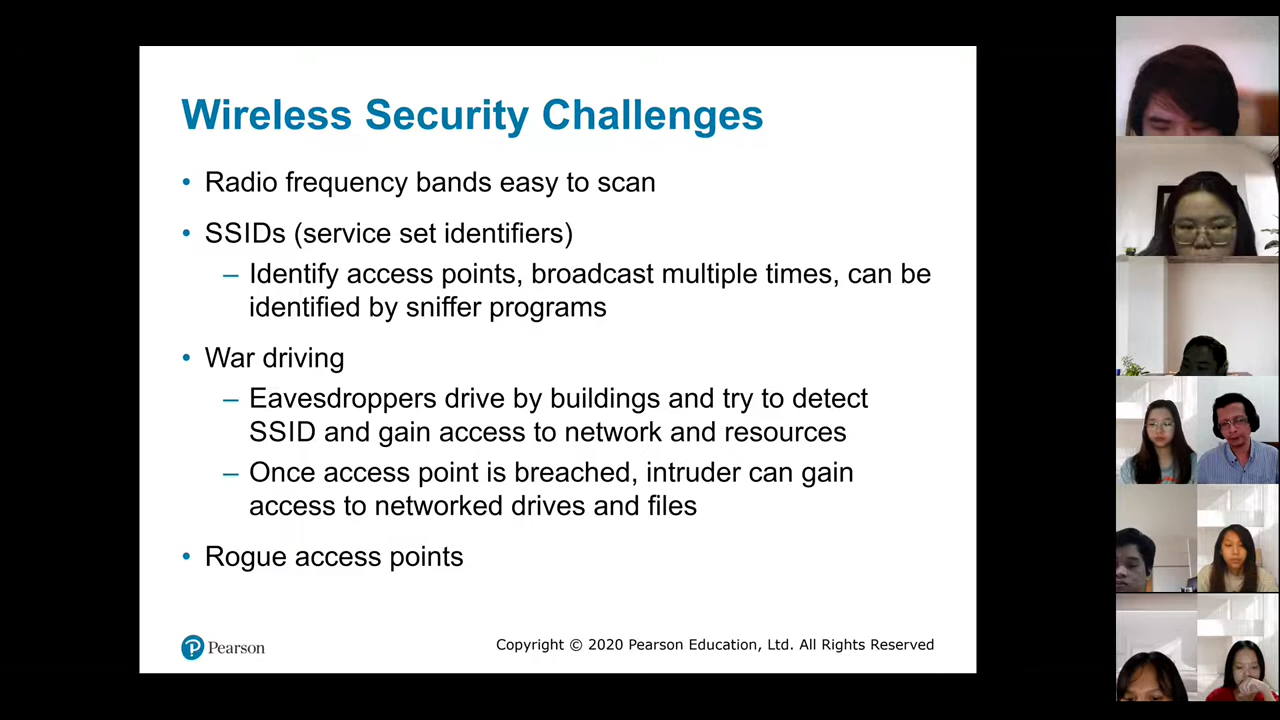 Wireless Security Challenges
• Radio frequency bands easy to scan
• SSIDs (service set identifiers)
– Identify access points, broadcast multiple times, can be
identified by sniffer programs
• War driving
– Eavesdroppers drive by buildings and try to detect
SSID and gain access to network and resources
– Once access point is breached, intruder can gain
access to networked drives and files
• Rogue access points
P Pearson
Copyright © 2020 Pearson Education, Ltd. All Rights Reserved